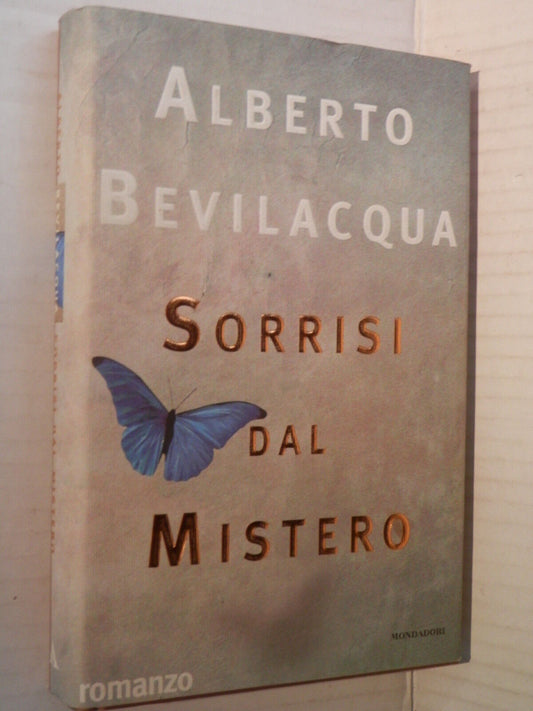 ALBERTO
BEVILACQUA
SORRISI
DAL
MISTERO
MONDADORI
romanzo